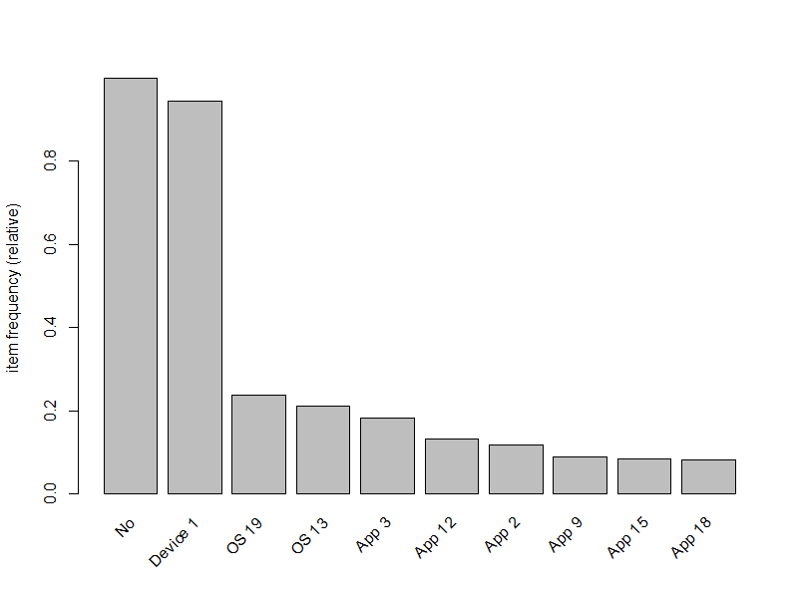 item frequency (relative)
0.8
0.6
0.4
0.2
0.0
No
Device 1
OS 19
OS 13
App 3
App 12
App 2
App 9
App 15
App 18